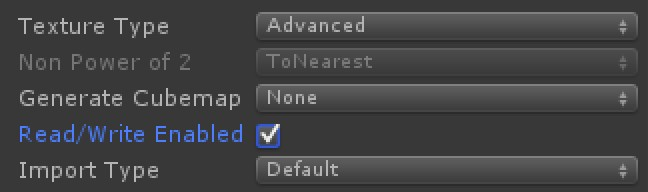 Texture Type Advanced
Non Power of 2 ToNearest
Generate Cubemap None
Read/Write Enabled
Import Type Default